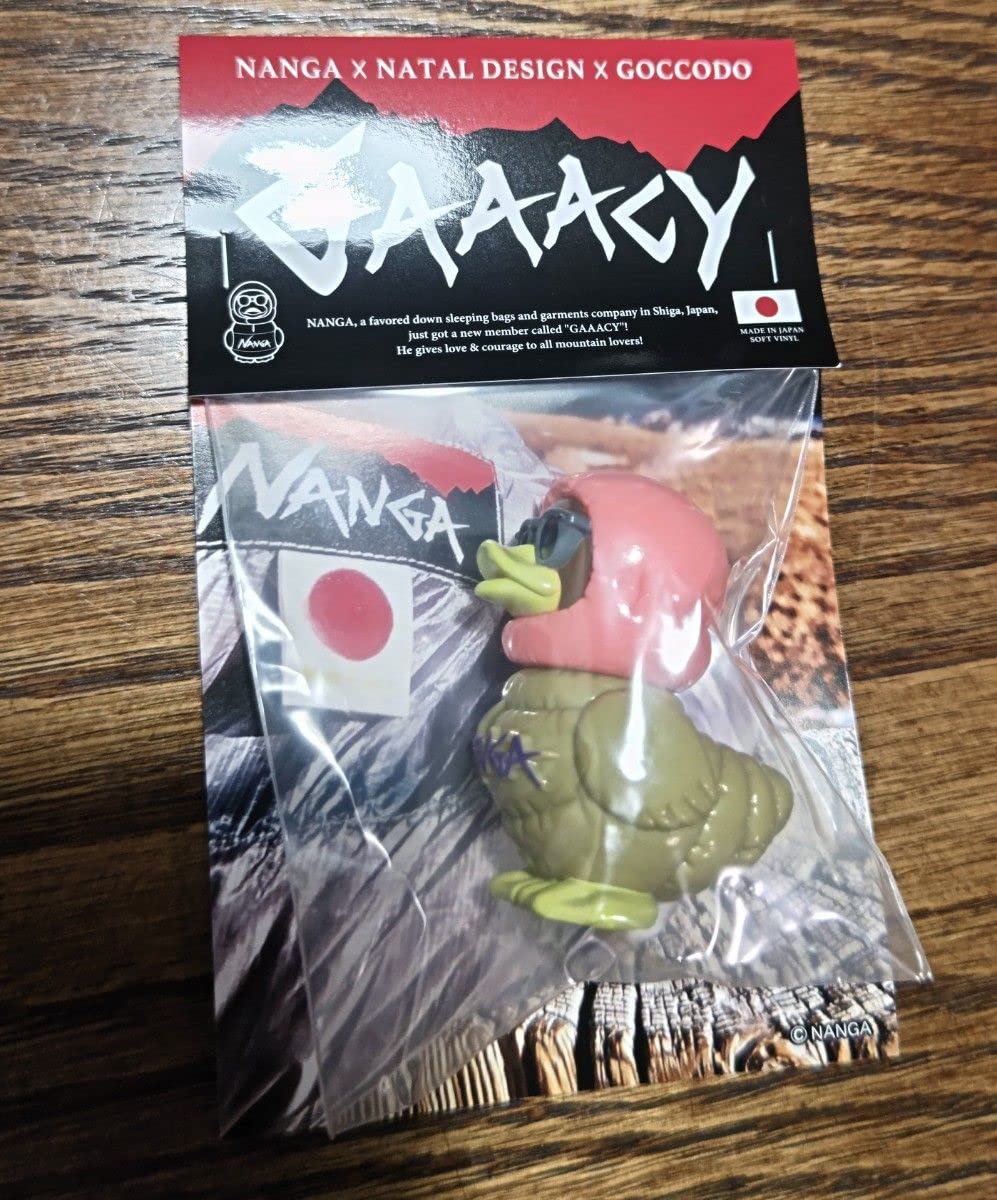 NANGA X NATAL DESIGN X GOCCODO
GAAACY
NANGA, a favored down sleeping bags and garments company in Shiga, Japan,
just got a new member called "GAAACY"!
He gives love & courage to all mountain lovers!
NANGA
MADE IN JAPAN
SOFT VINYL
NANGA
NGA
© NANGA